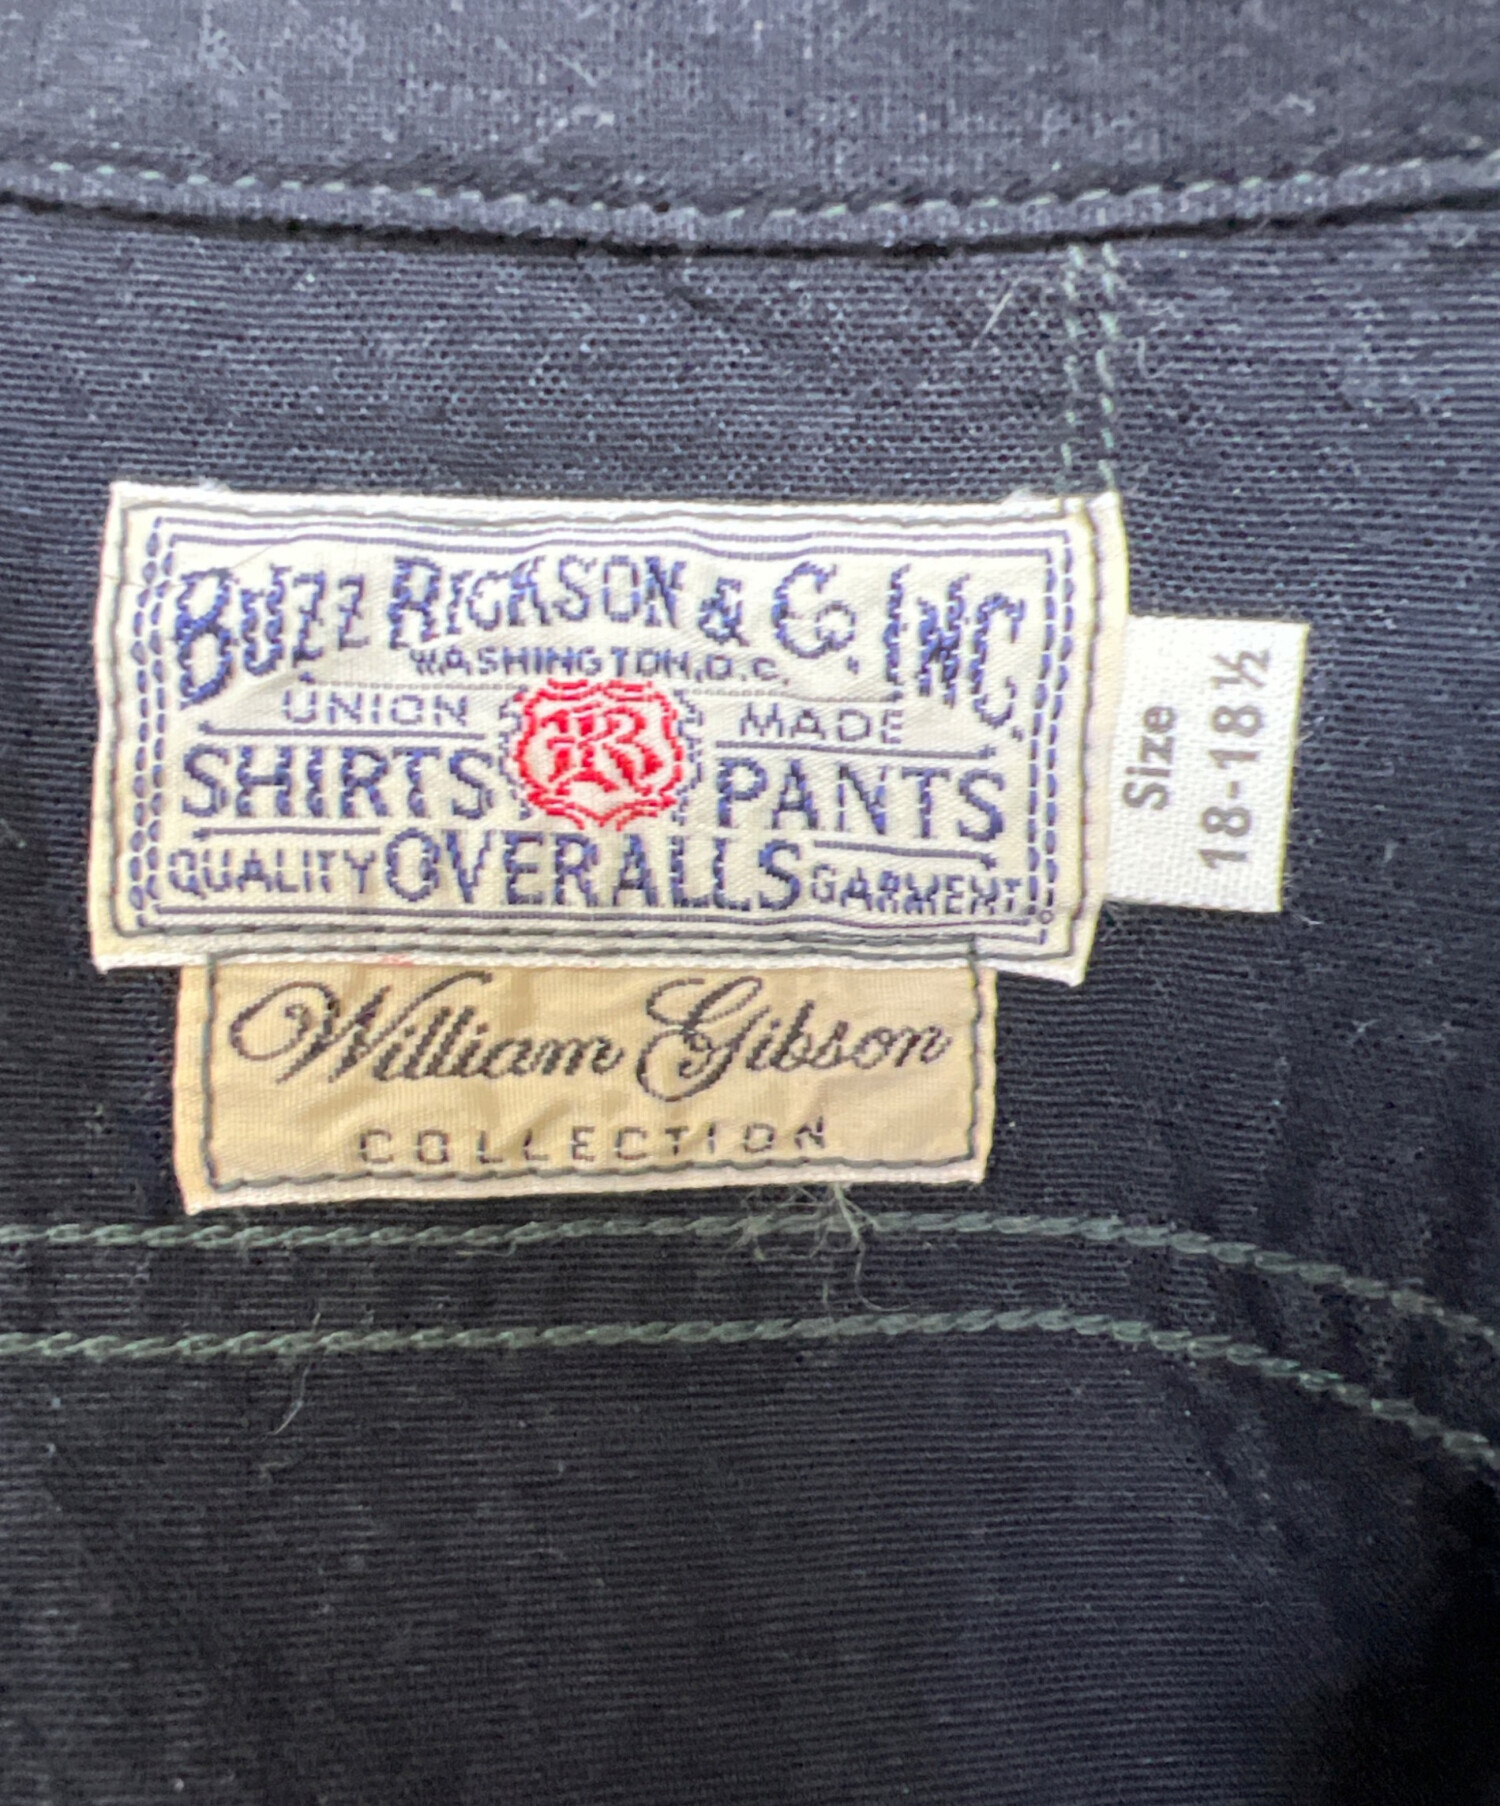 BUZZ RICKSON & CO. INC.
WASHINGTON, D.C.
UNION MADE
SHIRTS R PANTS
QUALITY OVERALLS GARMENT
William Gibson
COLLECTION
Size
18-18½